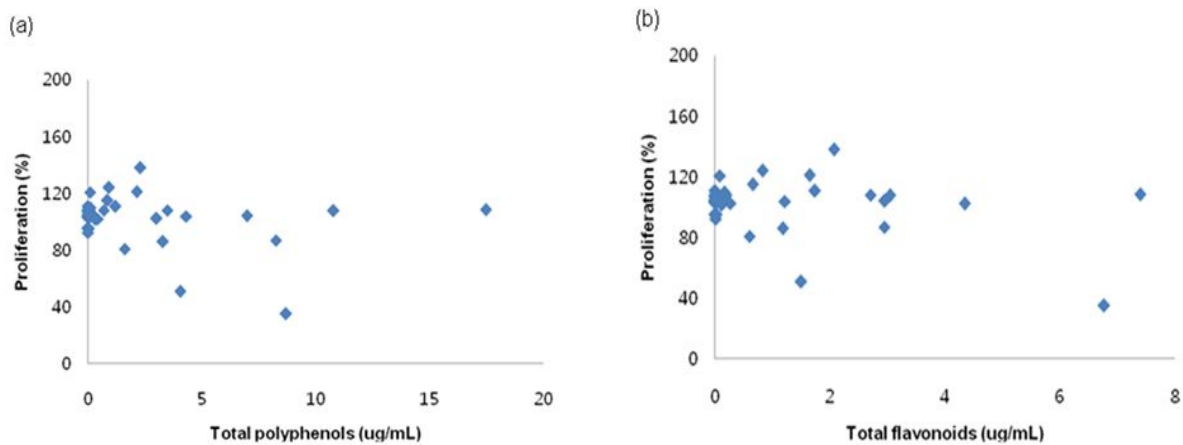 (a)
200
160
120
80
40
0
Proliferation (%)
0 5 10 15 20
Total polyphenols (ug/mL)
(b)
200
160
120
80
40
0
Proliferation (%)
0 2 4 6 8
Total flavonoids (ug/mL)